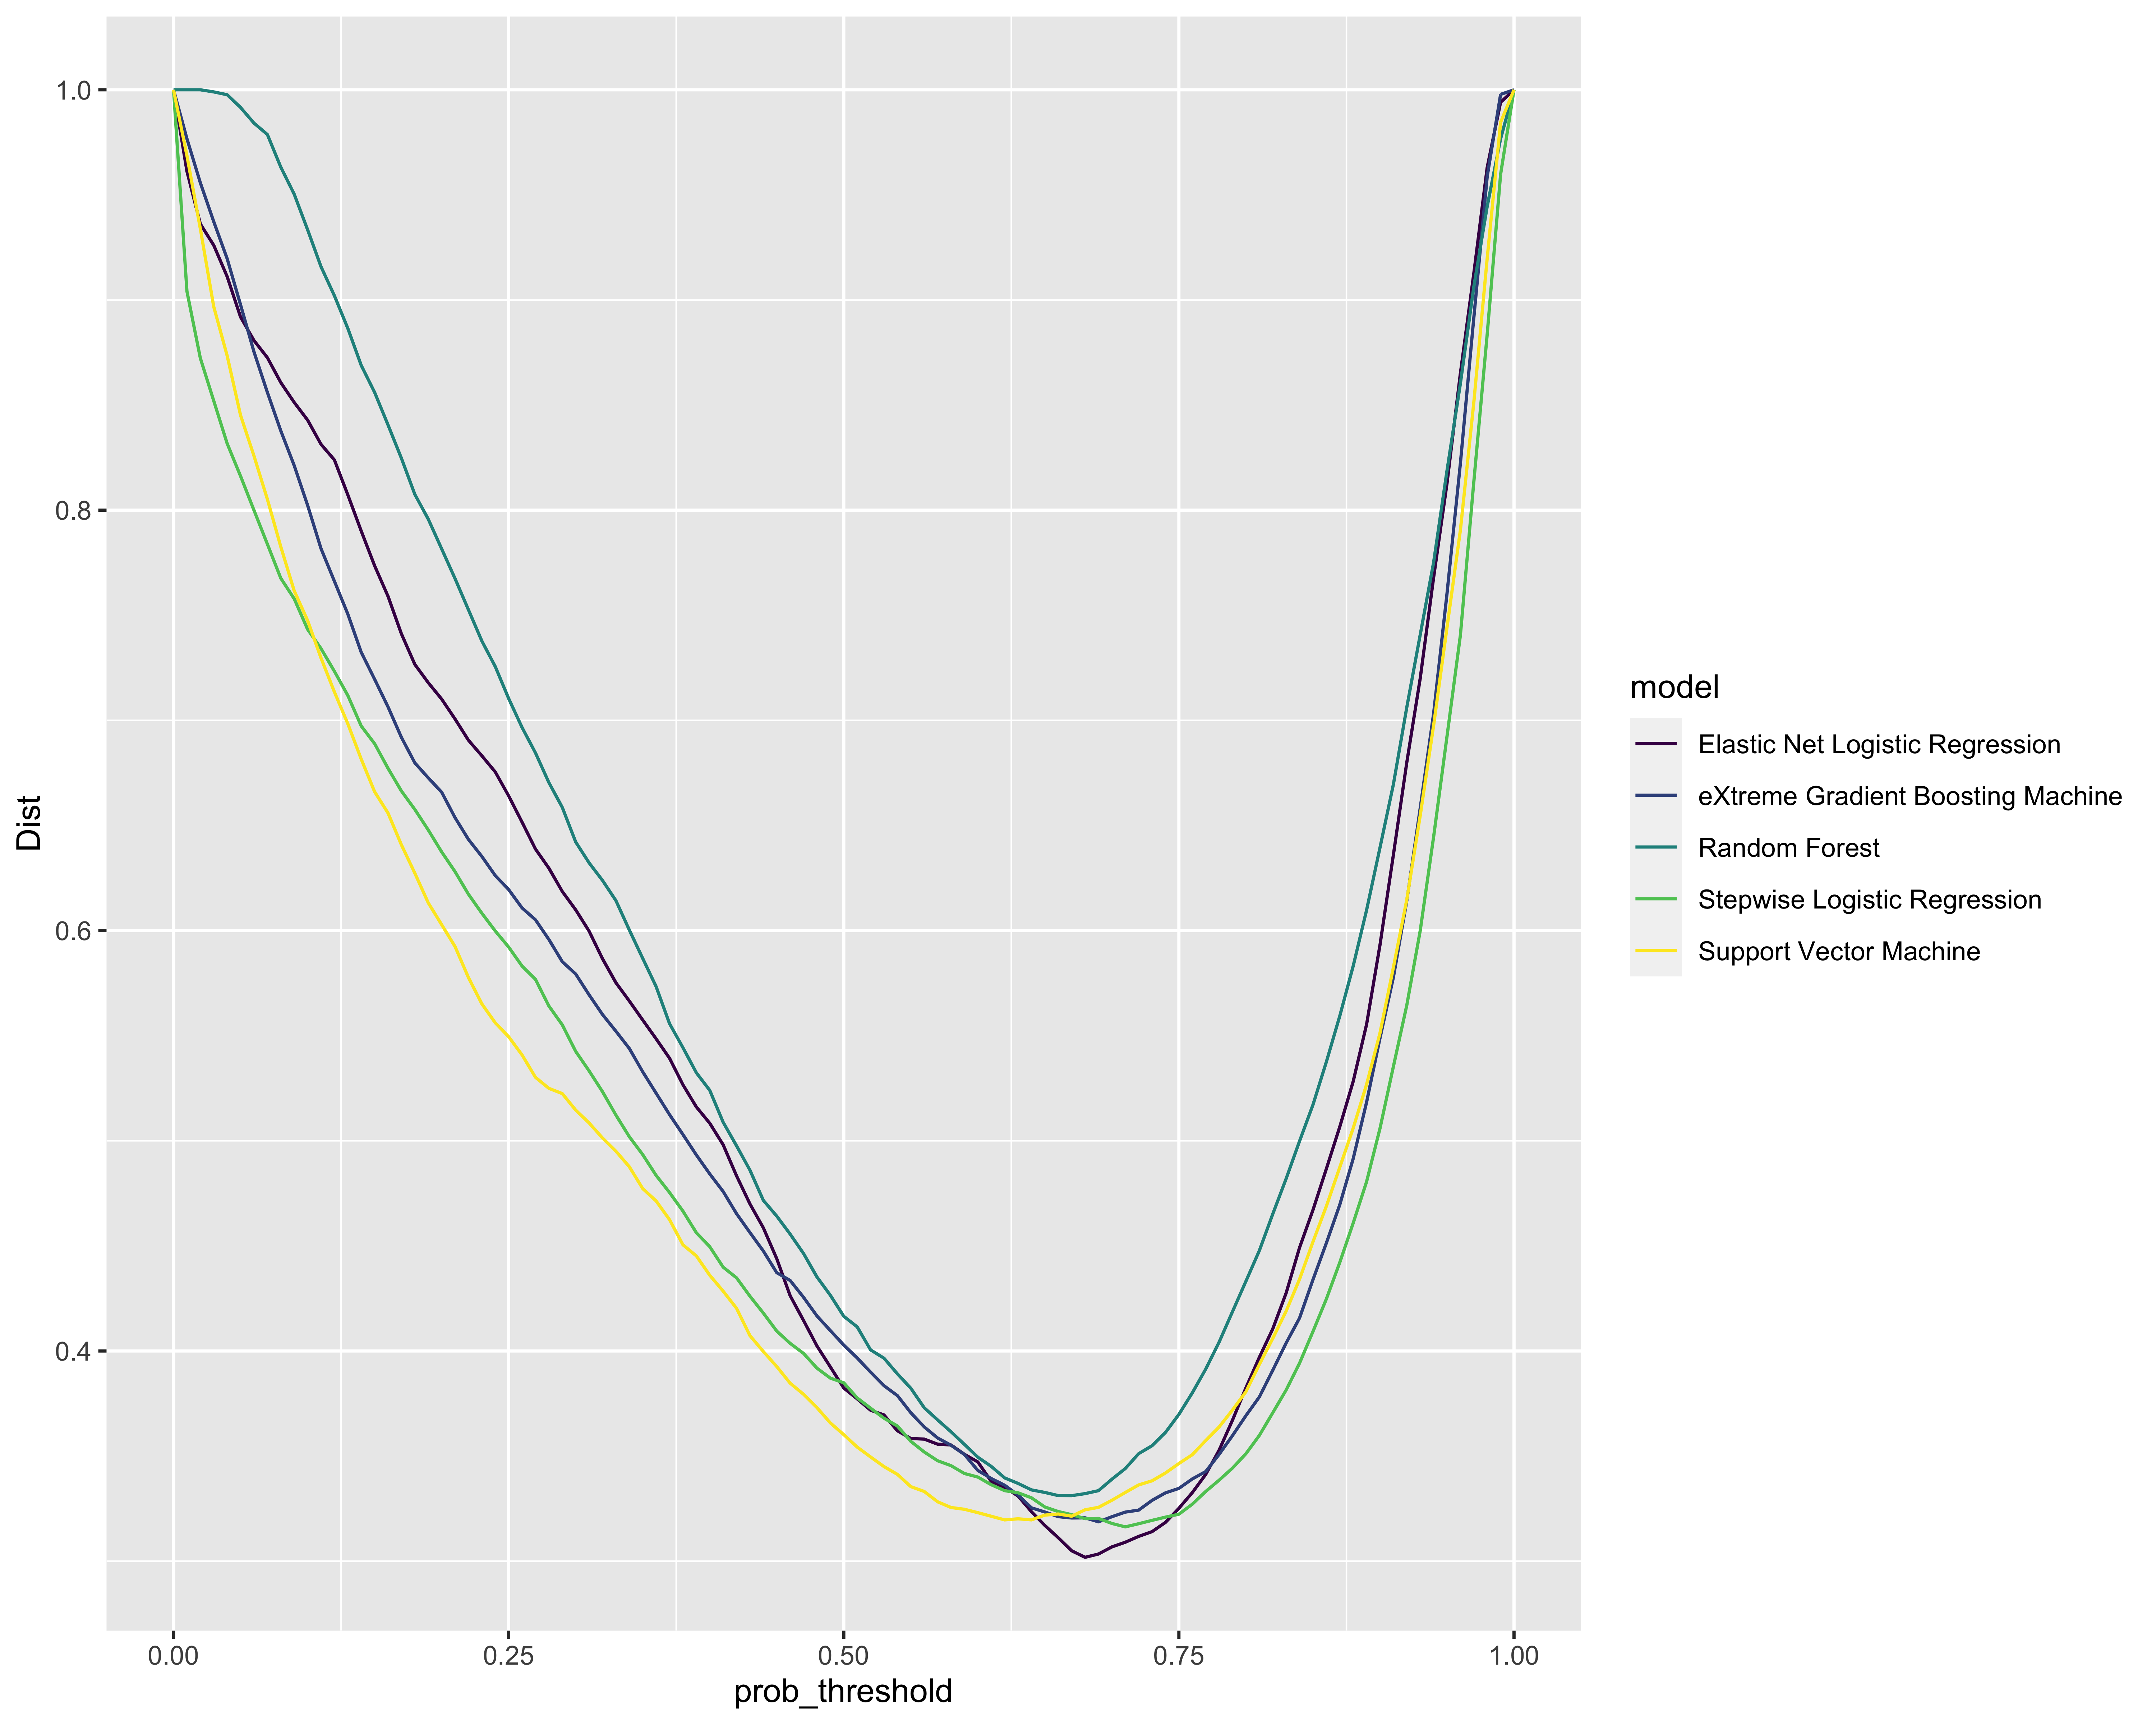 1.0
0.8
0.6
0.4
Dist
0.00
0.25
0.50
0.75
1.00
prob_threshold
model
Elastic Net Logistic Regression
eXtreme Gradient Boosting Machine
Random Forest
Stepwise Logistic Regression
Support Vector Machine